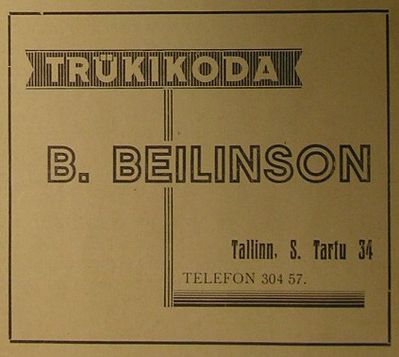 TRÜKIKODA
B. BEILINSON
Tallinn, S. Tartu 34
TELEFON 304 57.